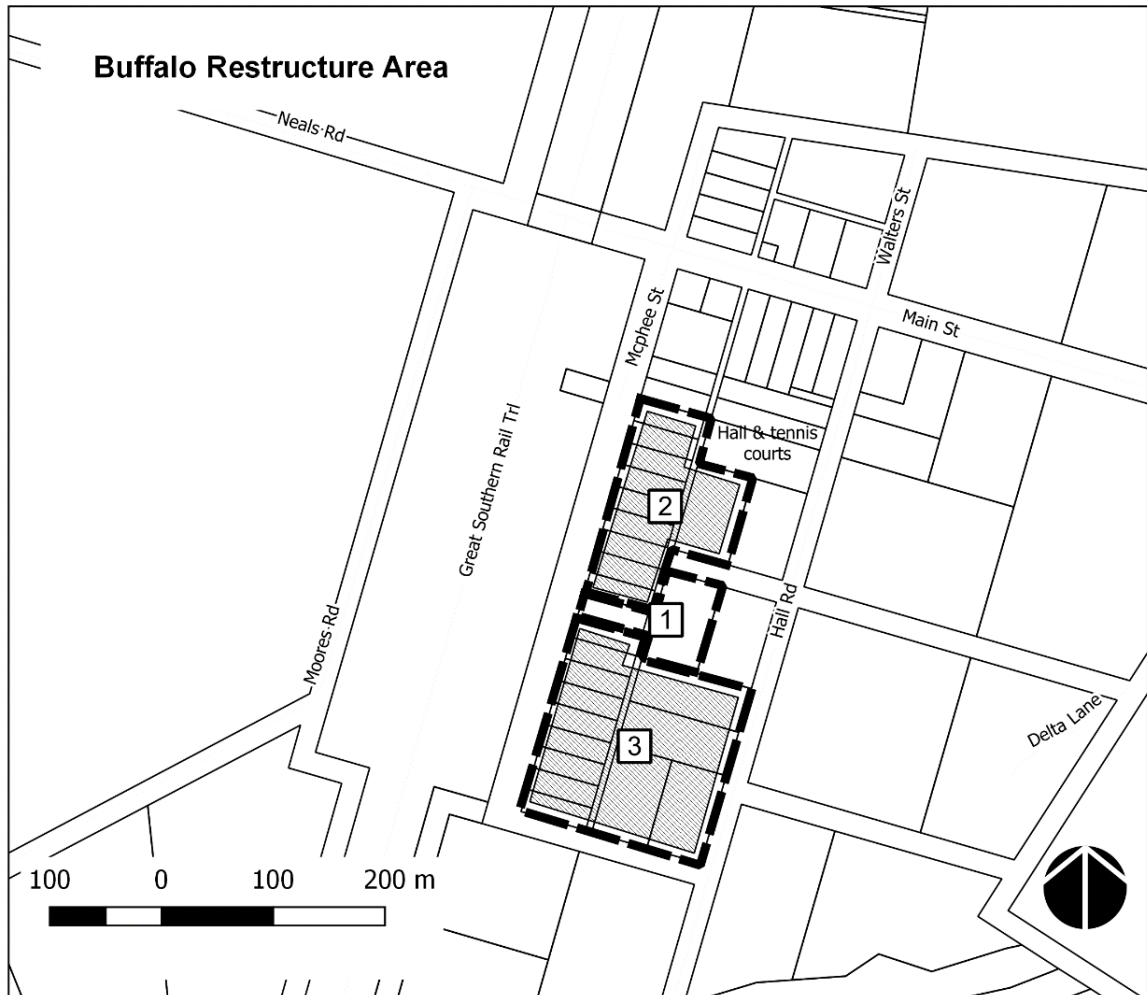 Buffalo Restructure Area
Neals Rd
Walters St
Main St
Mcphee St
Hall & tennis
courts
Great Southern Rail Trl
2
1
Hall Rd
Moores Rd
3
Delta Lane
100 0 100 200 m